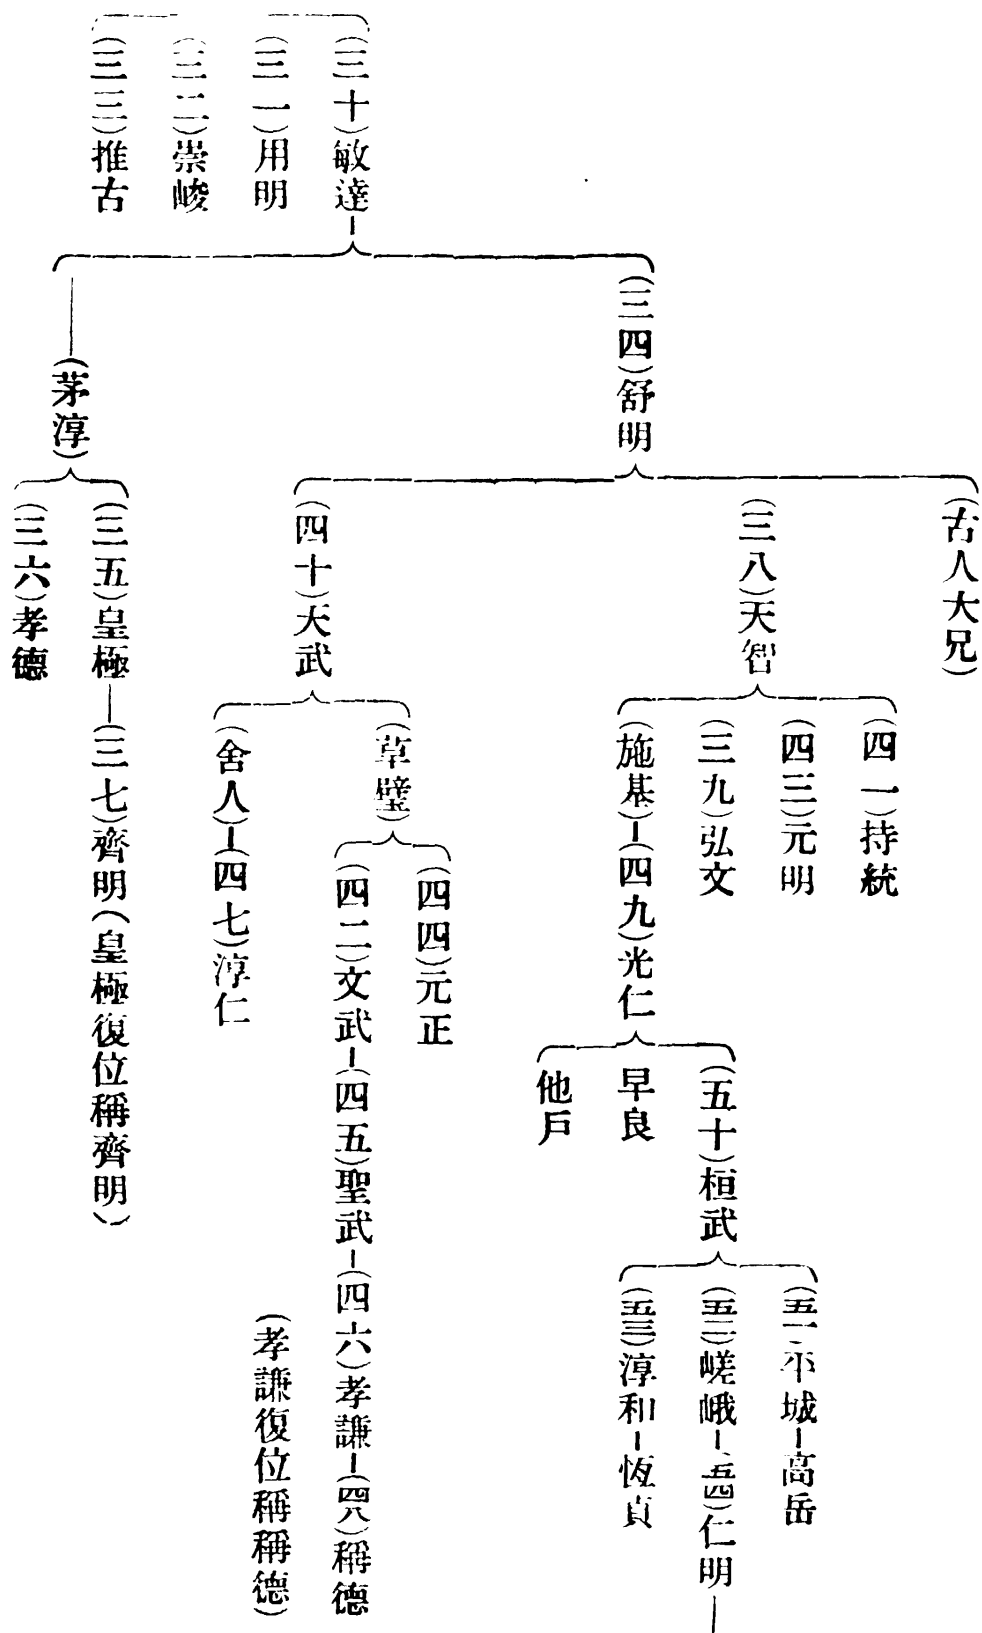 (古人大兄)
(四一)持統
(四三)元明
(五一)平城
高岳
(三八)天智
(三九)弘文
(五十)桓武
(五二)嵯峨
(五四)仁明
(三四)舒明
(施基)
(四九)光仁
早良
(五三)淳和
恆貞
他戶
(四四)元正
(草壁)
(三十)敏達
(四二)文武
(四五)聖武
(四六)孝謙
(四八)稱德
(四十)天武
(三一)用明
(孝謙復位稱稱德)
(舍人)
(四七)淳仁
(三二)崇峻
(三三)推古
(三五)皇極
(三七)齊明(皇極復位稱齊明)
(茅淳)
(三六)孝德